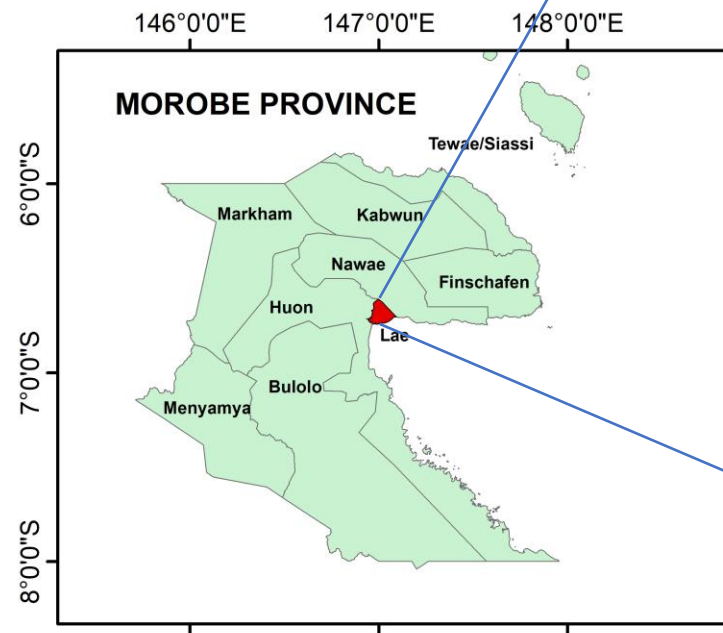 146°0'0"E 147°0'0"E 148°0'0"E
MOROBE PROVINCE
Tewae/Siassi
6°0'0"S
Markham
Kabwun
Nawae
Finschafen
Huon
Lae
7°0'0"S
Bulolo
Menyamya
8°0'0"S